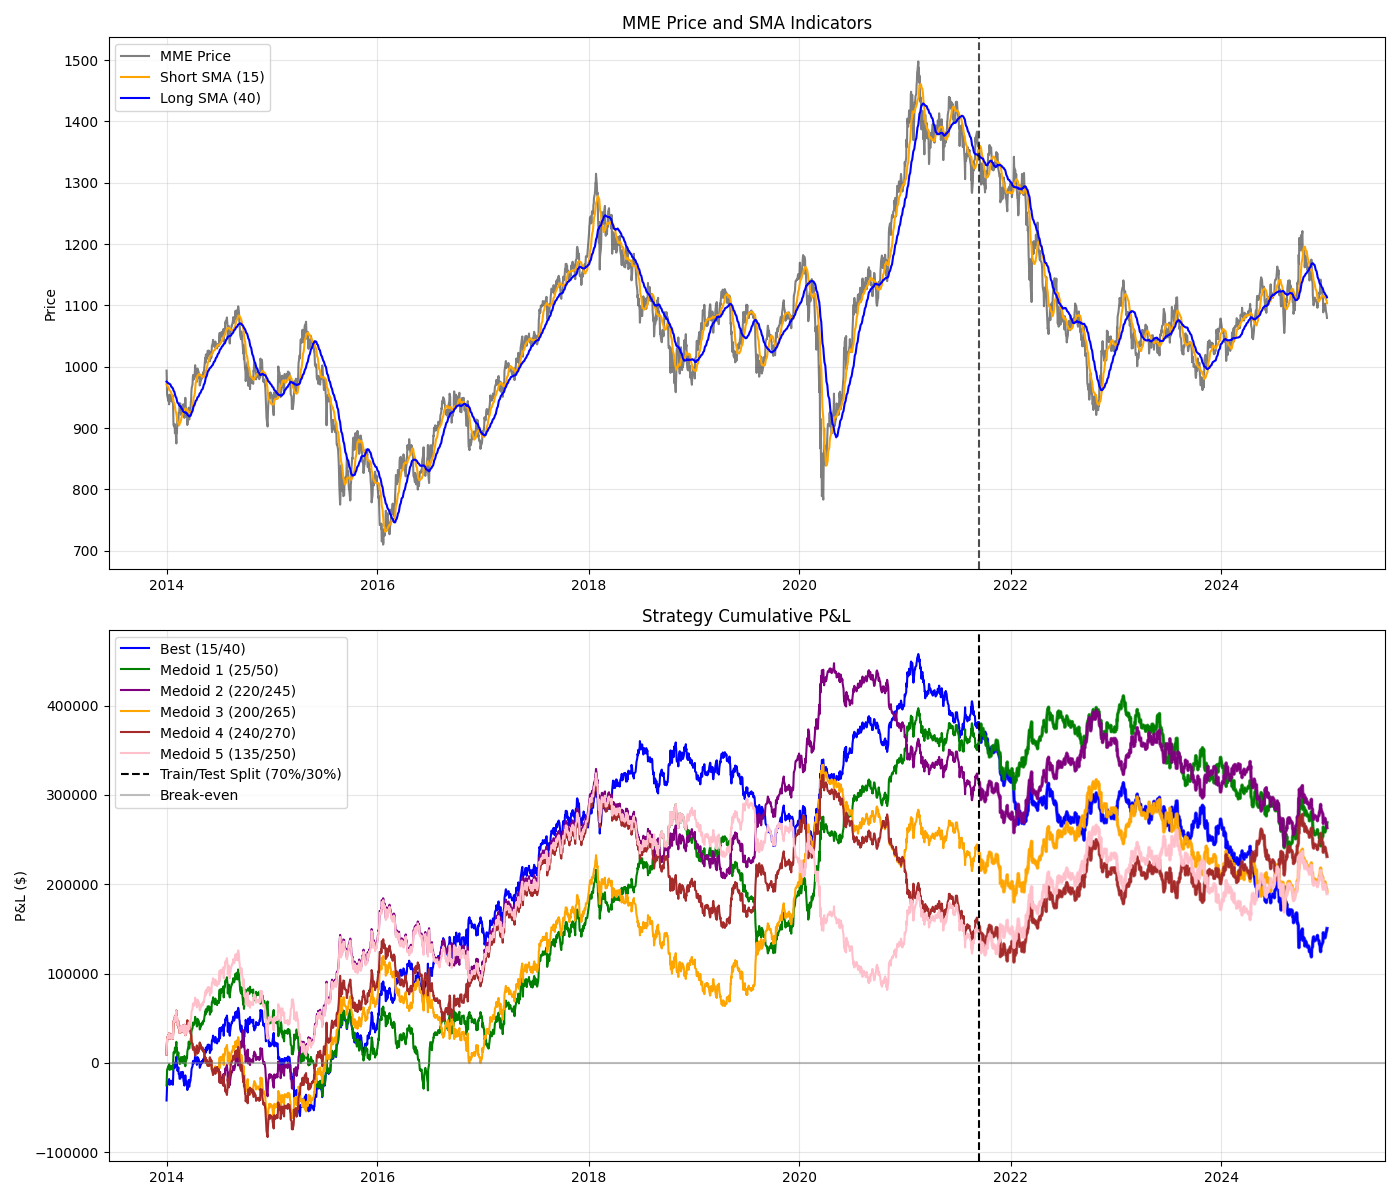 MME Price and SMA Indicators
MME Price
Short SMA (15)
Long SMA (40)
Price
1500
1400
1300
1200
1100
1000
900
800
700
2014
2016
2018
2020
2022
2024
Strategy Cumulative P&L
Best (15/40)
Medoid 1 (25/50)
Medoid 2 (220/245)
Medoid 3 (200/265)
Medoid 4 (240/270)
Medoid 5 (135/250)
Train/Test Split (70%/30%)
Break-even
P&L ($)
400000
300000
200000
100000
0
−100000
2014
2016
2018
2020
2022
2024